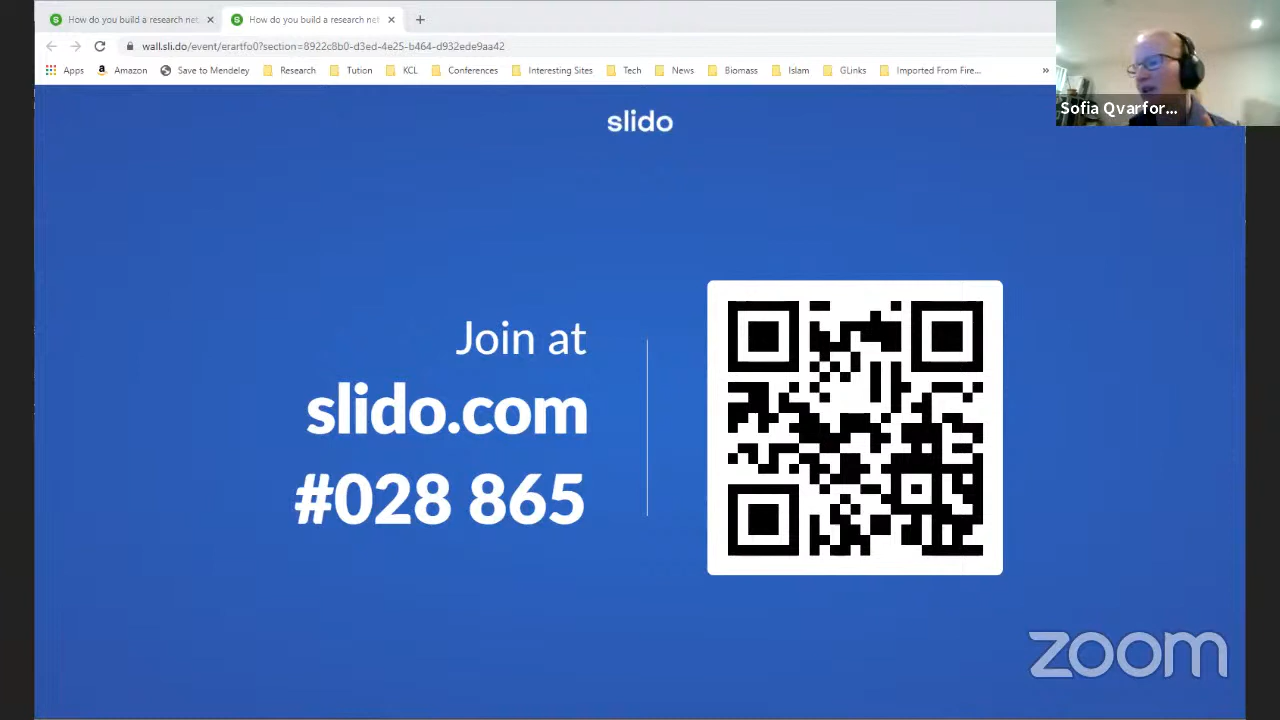 How do you build a research net
How do you build a research net
wall.sli.do/event/erartfo0?section=8922c8b0-d3ed-4e25-b464-d932ede9aa42
Apps Amazon Save to Mendeley Research Tution KCL Conferences Interesting Sites Tech News Biomass Islam GLinks Imported From Fire... »
Sofia Qvarfor...
slido
Join at
slido.com
#028 865
zoom